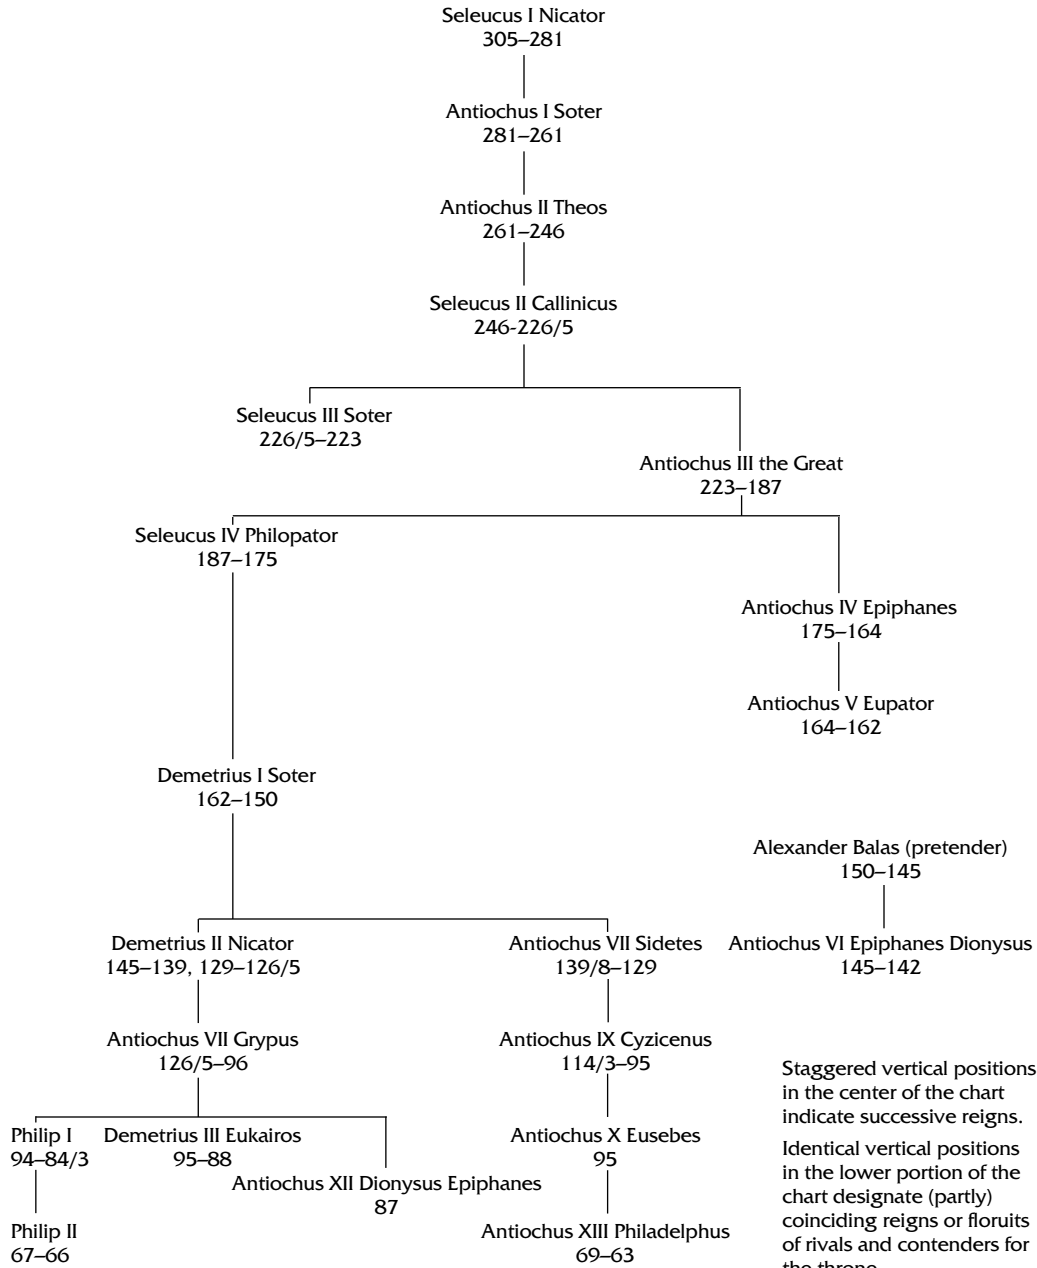 Seleucus I Nicator
305–281
Antiochus I Soter
281–261
Antiochus II Theos
261–246
Seleucus II Callinicus
246-226/5
Seleucus III Soter
226/5–223
Antiochus III the Great
223–187
Seleucus IV Philopator
187–175
Antiochus IV Epiphanes
175–164
Antiochus V Eupator
164–162
Demetrius I Soter
162–150
Alexander Balas (pretender)
150–145
Demetrius II Nicator
145–139, 129–126/5
Antiochus VII Sidetes
139/8–129
Antiochus VI Epiphanes Dionysus
145–142
Antiochus VII Grypus
126/5–96
Antiochus IX Cyzicenus
114/3–95
Philip I
94–84/3
Demetrius III Eukairos
95–88
Antiochus XII Dionysus Epiphanes
87
Antiochus X Eusebes
95
Philip II
67–66
Antiochus XIII Philadelphus
69–63
Staggered vertical positions
in the center of the chart
indicate successive reigns.
Identical vertical positions
in the lower portion of the
chart designate (partly)
coinciding reigns or floruits
of rivals and contenders for
the throne.